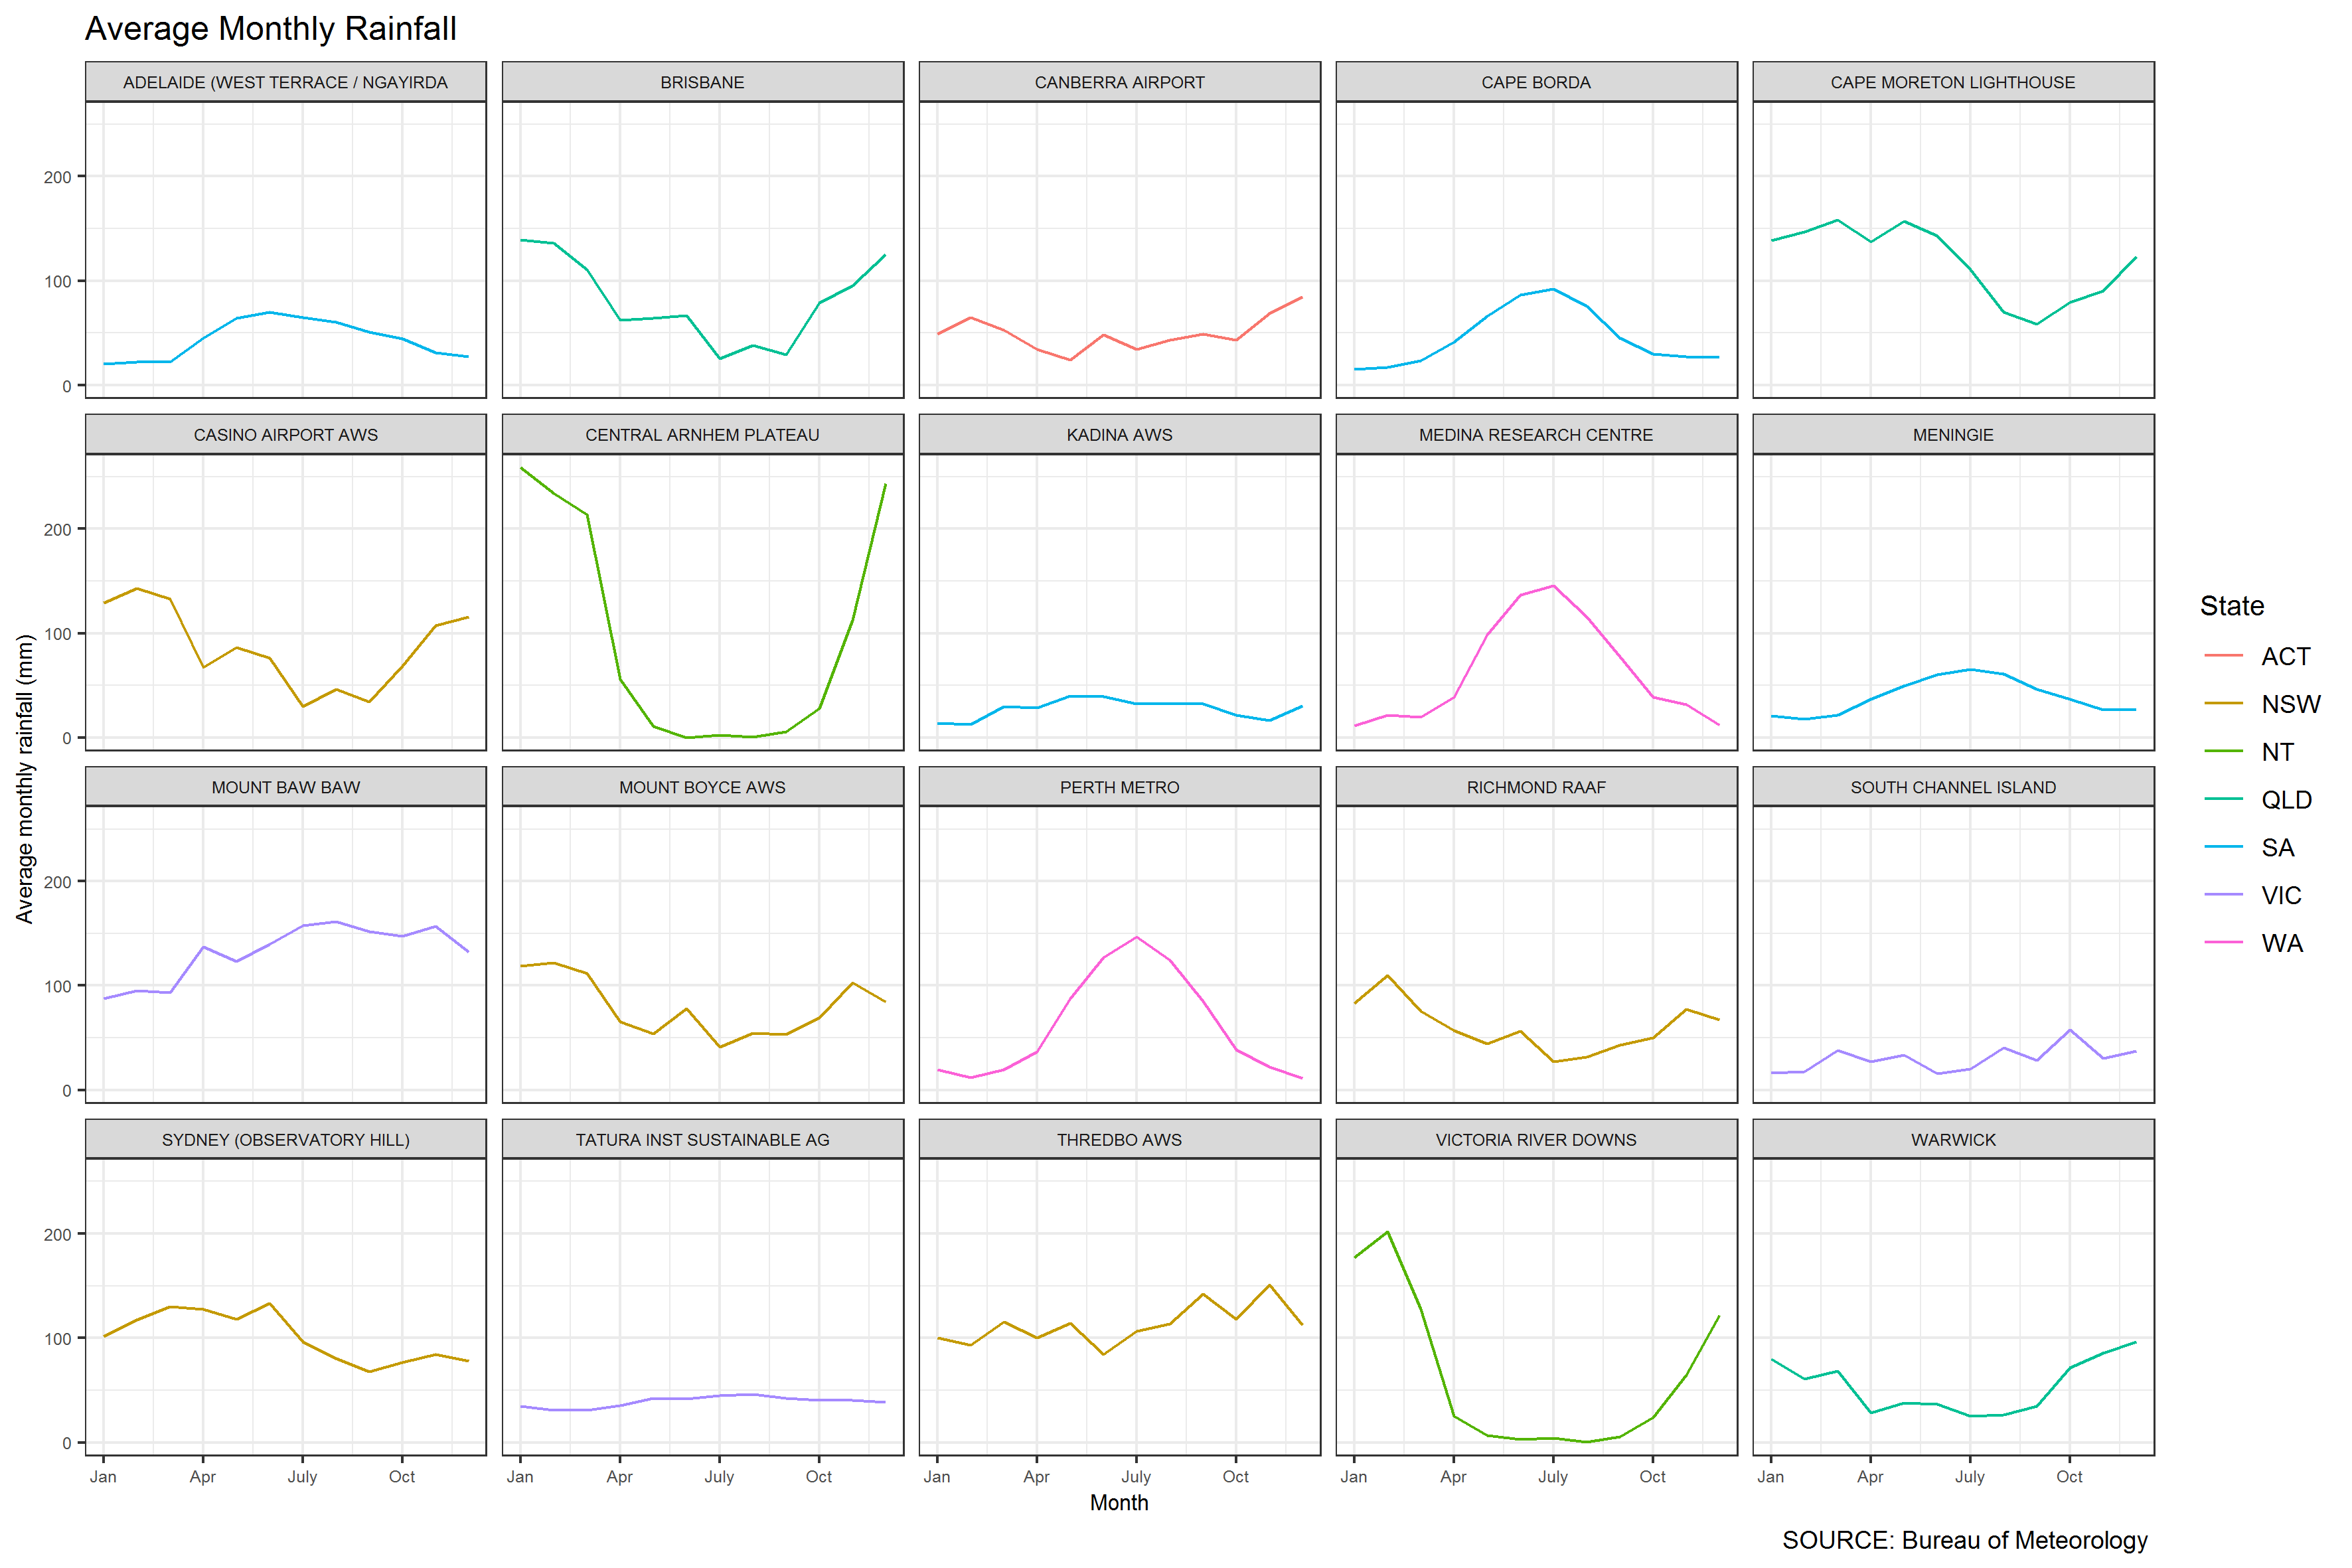 Average Monthly Rainfall
ADELAIDE (WEST TERRACE / NGAYIRDA
BRISBANE
CANBERRA AIRPORT
CAPE BORDA
CAPE MORETON LIGHTHOUSE
200
100
0
CASINO AIRPORT AWS
CENTRAL ARNHEM PLATEAU
KADINA AWS
MEDINA RESEARCH CENTRE
MENINGIE
200
100
0
MOUNT BAW BAW
MOUNT BOYCE AWS
PERTH METRO
RICHMOND RAAF
SOUTH CHANNEL ISLAND
200
100
0
SYDNEY (OBSERVATORY HILL)
TATURA INST SUSTAINABLE AG
THREDBO AWS
VICTORIA RIVER DOWNS
WARWICK
200
100
0
Jan Apr July Oct
Jan Apr July Oct
Jan Apr July Oct
Jan Apr July Oct
Jan Apr July Oct
Month
Average monthly rainfall (mm)
State
ACT
NSW
NT
QLD
SA
VIC
WA
SOURCE: Bureau of Meteorology